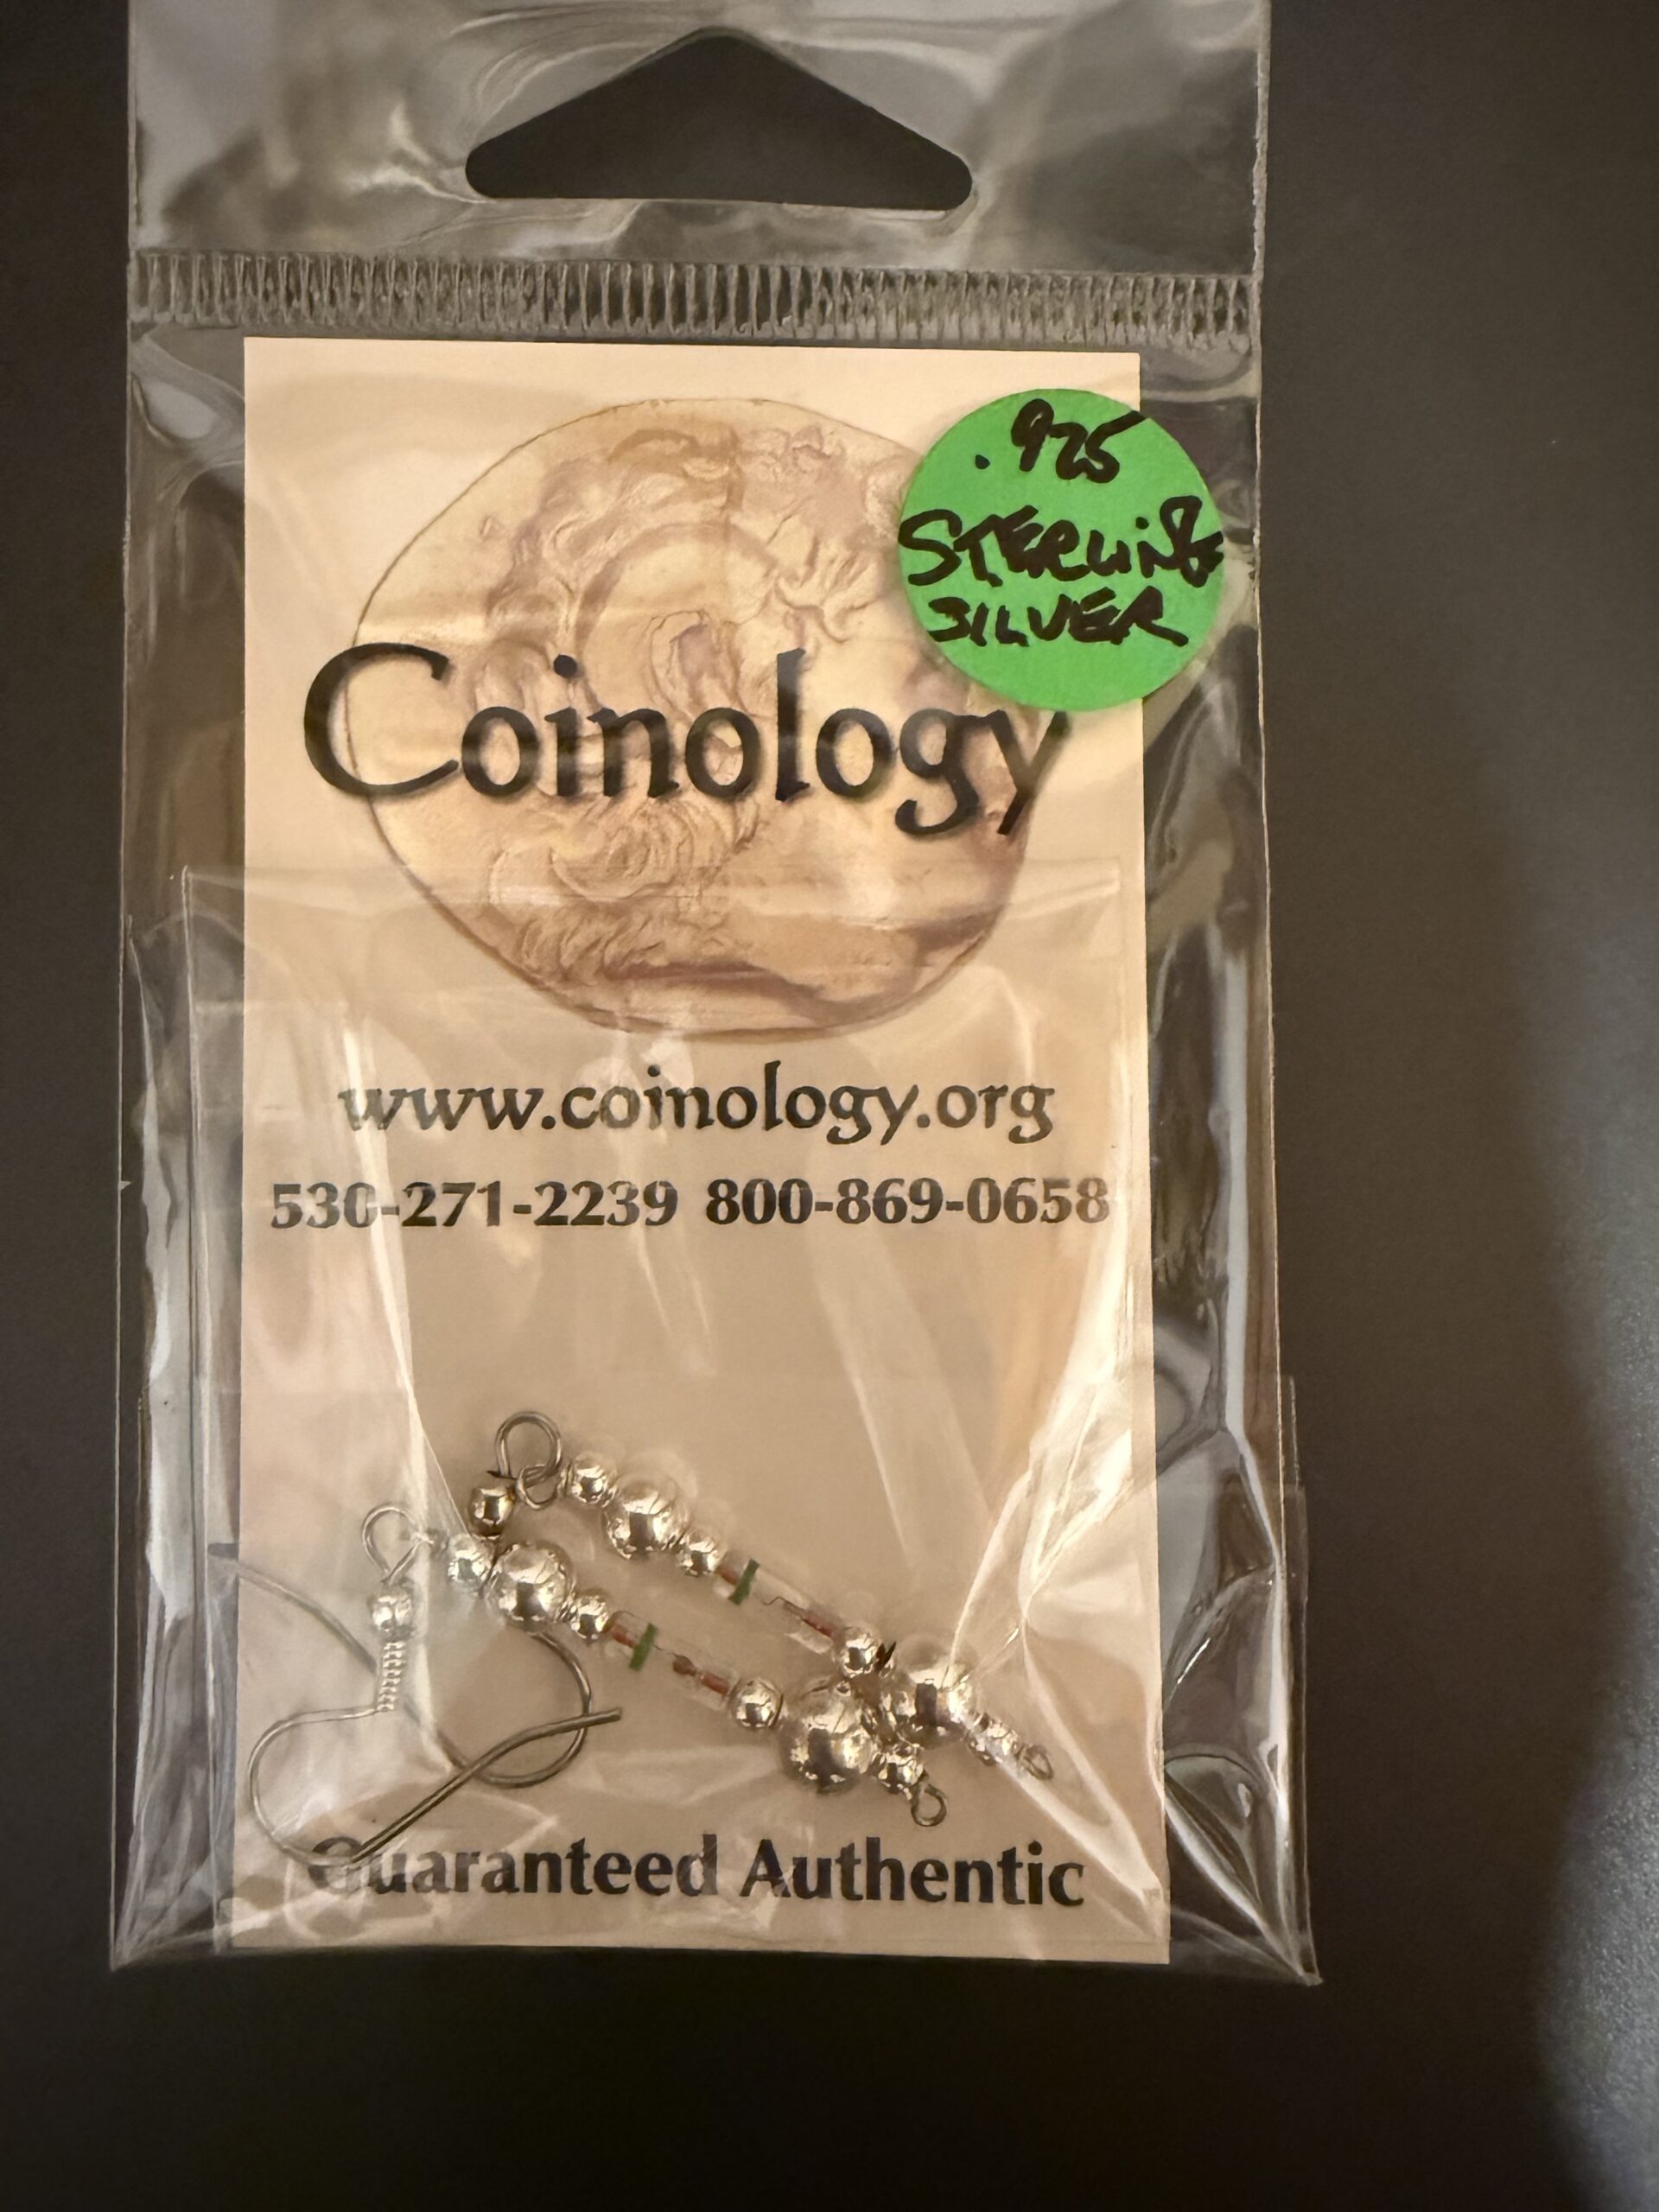 .925
STERLING
SILVER
Coinology
www.coinology.org
530-271-2239 800-869-0658
Guaranteed Authentic